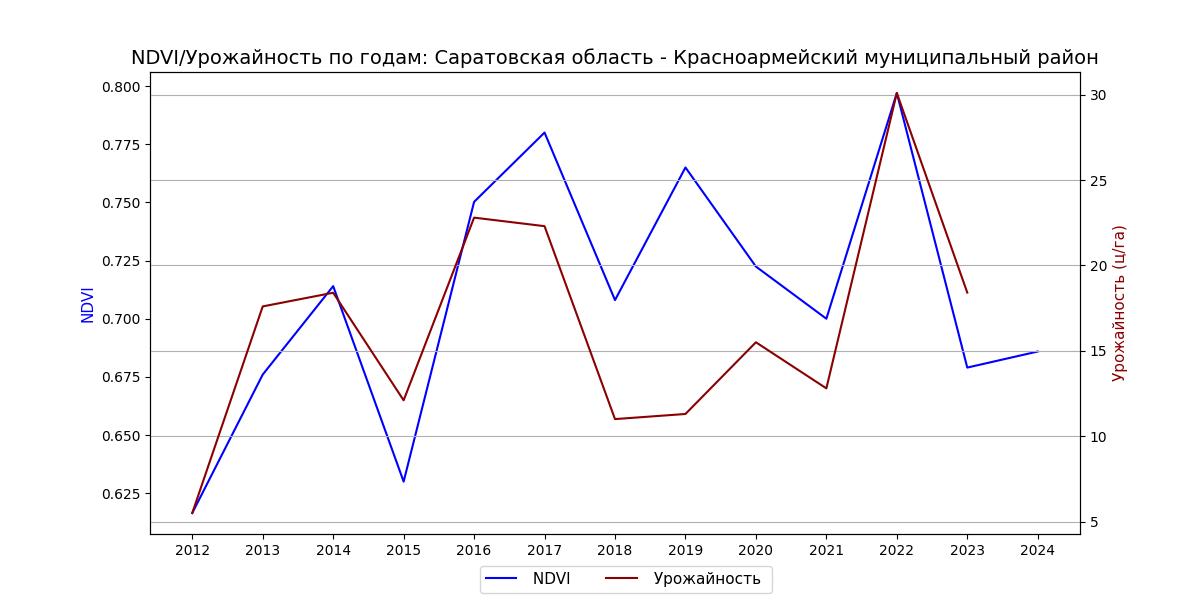 NDVI/Урожайность по годам: Саратовская область - Красноармейский муниципальный район
0.800
0.775
0.750
0.725
0.700
0.675
0.650
0.625
NDVI
30
25
20
15
10
5
Урожайность (ц/га)
2012 2013 2014 2015 2016 2017 2018 2019 2020 2021 2022 2023 2024
NDVI Урожайность